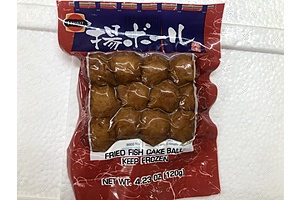 揚ボール
FRIED FISH CAKE BALL
KEEP FROZEN
NET. WT. 4.23 OZ (120g)